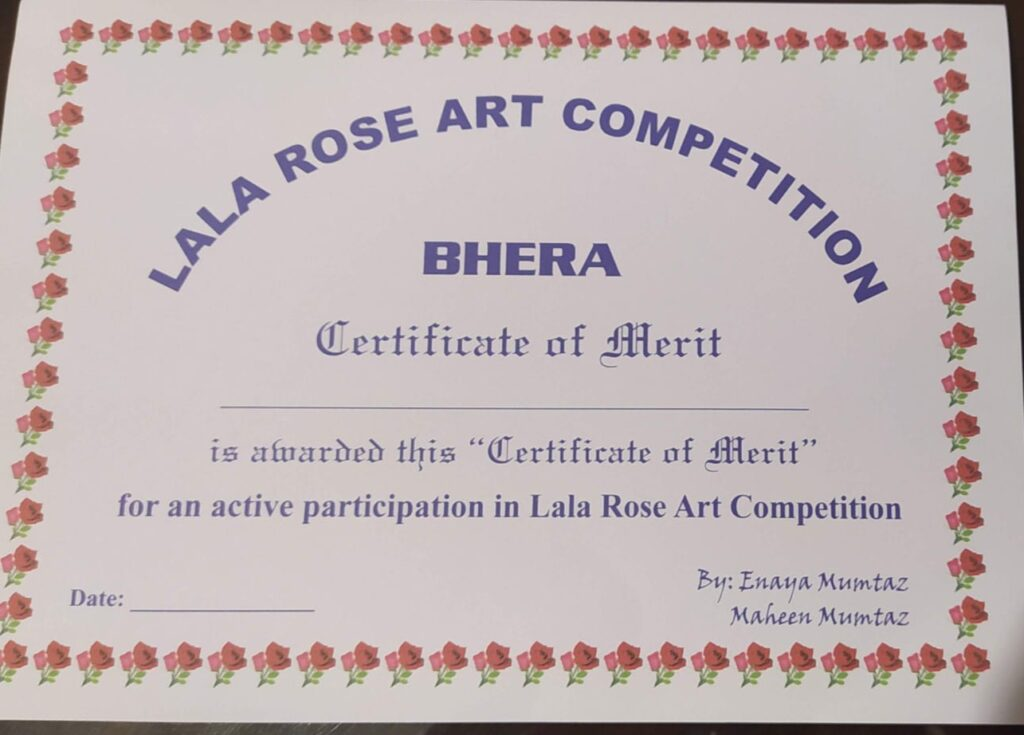 LALA ROSE ART COMPETITION
BHERA
Certificate of Merit
is awarded this “Certificate of Merit”
for an active participation in Lala Rose Art Competition
By: Enaya Mumtaz
Date: Maheen Mumtaz